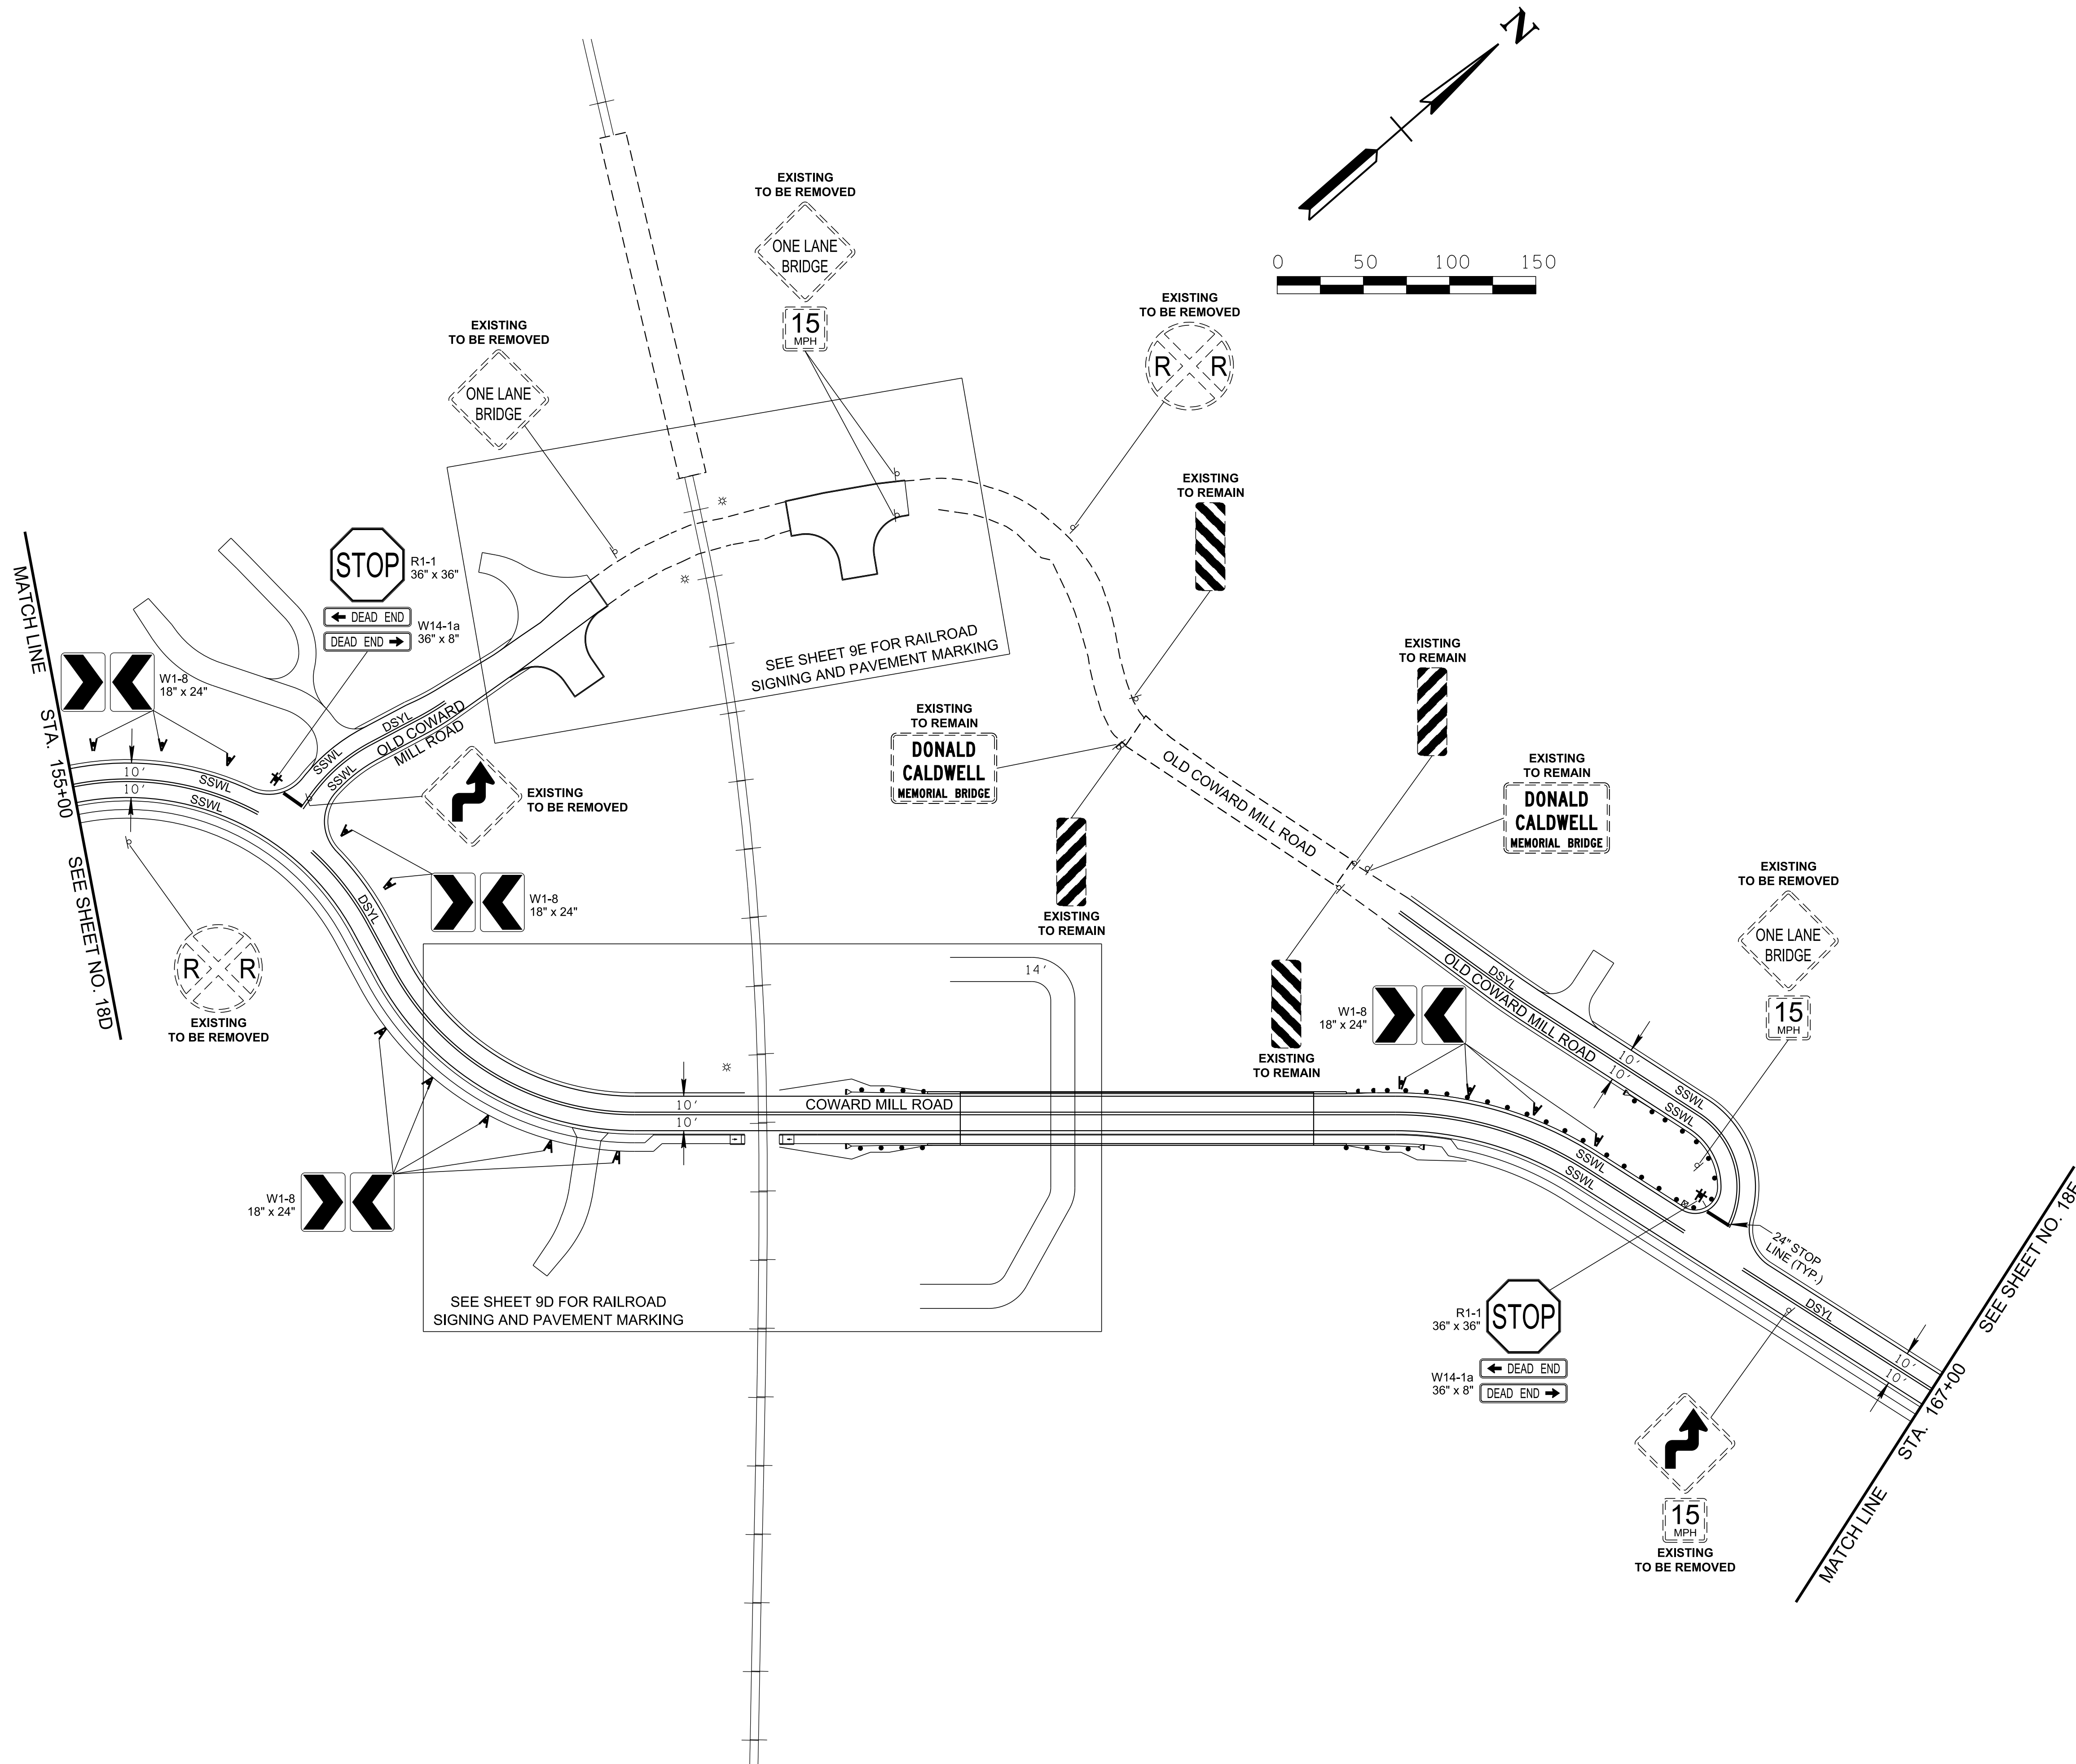 N
0 50 100 150
EXISTING
TO BE REMOVED
ONE LANE
BRIDGE
15
MPH
EXISTING
TO BE REMOVED
R R
EXISTING
TO BE REMOVED
ONE LANE
BRIDGE
EXISTING
TO REMAIN
STOP
R1-1
36" x 36"
DEAD END
DEAD END
W14-1a
36" x 8"
MATCH LINE
STA. 155+00
SEE SHEET NO. 18D
W1-8
18" x 24"
10'
10'
SSWL
SSWL
SSWL
SSWL
DSYL
OLD COWARD
MILL ROAD
SEE SHEET 9E FOR RAILROAD
SIGNING AND PAVEMENT MARKING
EXISTING
TO BE REMOVED
EXISTING
TO REMAIN
DONALD
CALDWELL
MEMORIAL BRIDGE
EXISTING
TO REMAIN
OLD COWARD MILL ROAD
EXISTING
TO REMAIN
EXISTING
TO REMAIN
DONALD
CALDWELL
MEMORIAL BRIDGE
W1-8
18" x 24"
DSYL
R R
EXISTING
TO BE REMOVED
EXISTING
TO REMAIN
EXISTING
TO BE REMOVED
ONE LANE
BRIDGE
15
MPH
14'
W1-8
18" x 24"
DSYL
OLD COWARD MILL ROAD
10'
10'
SSWL
SSWL
10'
10'
COWARD MILL ROAD
SSWL
SSWL
W1-8
18" x 24"
SEE SHEET 9D FOR RAILROAD
SIGNING AND PAVEMENT MARKING
24" STOP
LINE (TYP.)
DSYL
10'
10'
R1-1
36" x 36"
STOP
W14-1a
36" x 8"
DEAD END
DEAD END
15
MPH
EXISTING
TO BE REMOVED
MATCH LINE
STA. 167+00